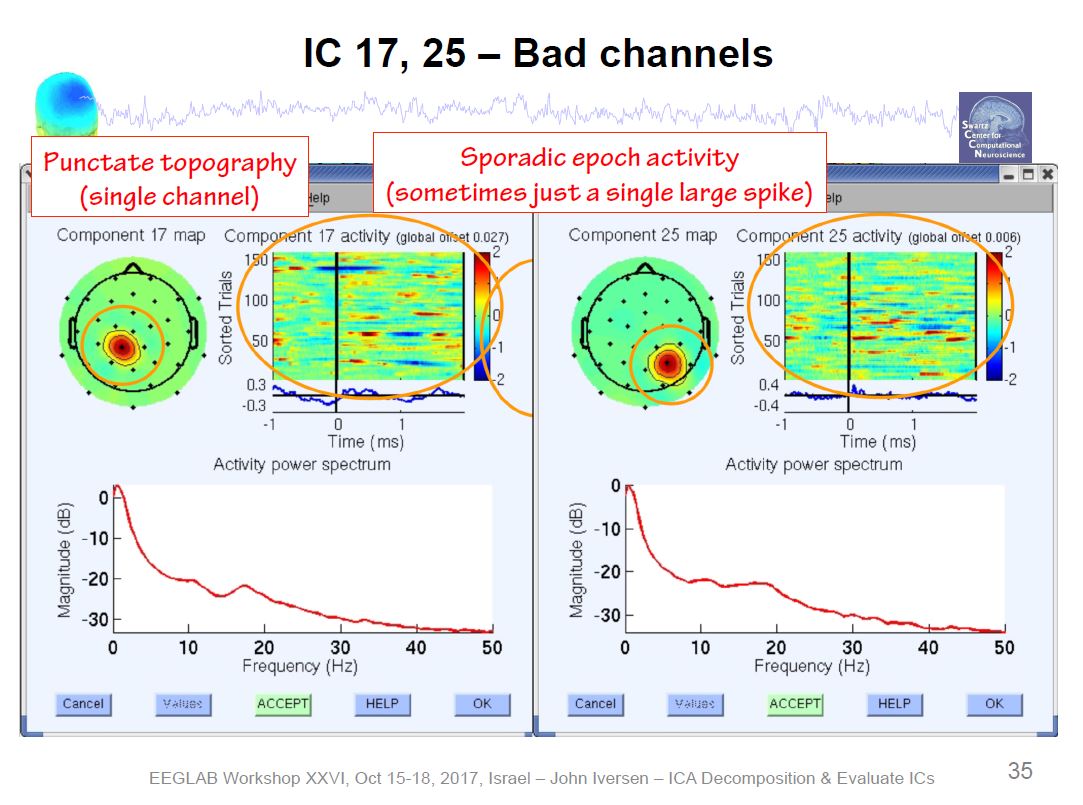 IC 17, 25 – Bad channels
Swartz
Center for
Computational
Neuroscience
Punctate topography
(single channel)
Sporadic epoch activity
(sometimes just a single large spike)
Help
elp
Component 17 map
Component 17 activity (global offset 0.027)
Sorted Trials
150
100
50
2
1
0
-1
-2
0.3
-0.3
-1
0
1
Time (ms)
Activity power spectrum
Magnitude (dB)
0
-10
-20
-30
0
10
20
30
40
50
Frequency (Hz)
Cancel
Values
ACCEPT
HELP
OK
Component 25 map
Component 25 activity (global offset 0.006)
Sorted Trials
150
100
50
2
1
0
-1
-2
0.4
-0.4
-1
0
1
Time (ms)
Activity power spectrum
Magnitude (dB)
0
-10
-20
-30
0
10
20
30
40
50
Frequency (Hz)
Cancel
Values
ACCEPT
HELP
OK
EEGLAB Workshop XXVI, Oct 15-18, 2017, Israel – John Iversen – ICA Decomposition & Evaluate ICs
35